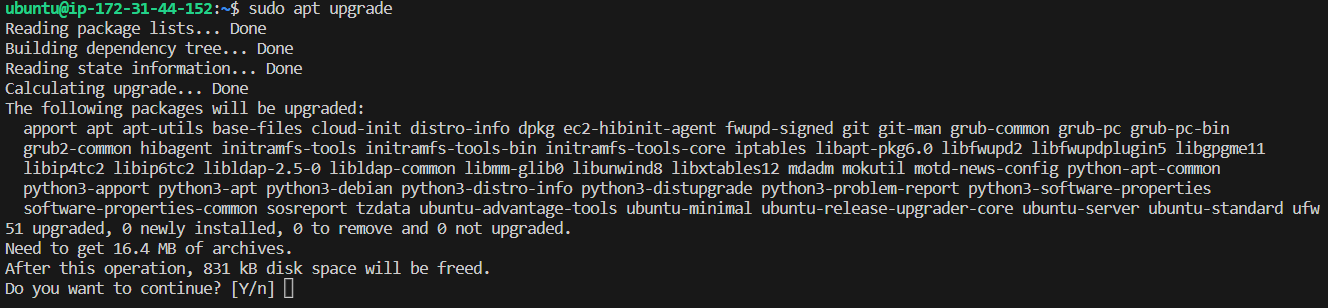 ubuntu@ip-172-31-44-152:~$ sudo apt upgrade
Reading package lists... Done
Building dependency tree... Done
Reading state information... Done
Calculating upgrade... Done
The following packages will be upgraded:
  apport apt apt-utils base-files cloud-init distro-info dpkg ec2-hibinit-agent fwupd-signed git git-man grub-common grub-pc grub-pc-bin
  grub2-common hibagent initramfs-tools initramfs-tools-bin initramfs-tools-core iptables libapt-pkg6.0 libfwupd2 libfwupdplugin5 libgpgme11
  libip4tc2 libip6tc2 libldap-2.5-0 libldap-common libmm-glib0 libunwind8 libxtables12 mdadm mokutil motd-news-config python-apt-common
  python3-apport python3-apt python3-debian python3-distro-info python3-distupgrade python3-problem-report python3-software-properties
  software-properties-common sosreport tzdata ubuntu-advantage-tools ubuntu-minimal ubuntu-release-upgrader-core ubuntu-server ubuntu-standard ufw
51 upgraded, 0 newly installed, 0 to remove and 0 not upgraded.
Need to get 16.4 MB of archives.
After this operation, 831 kB disk space will be freed.
Do you want to continue? [Y/n]